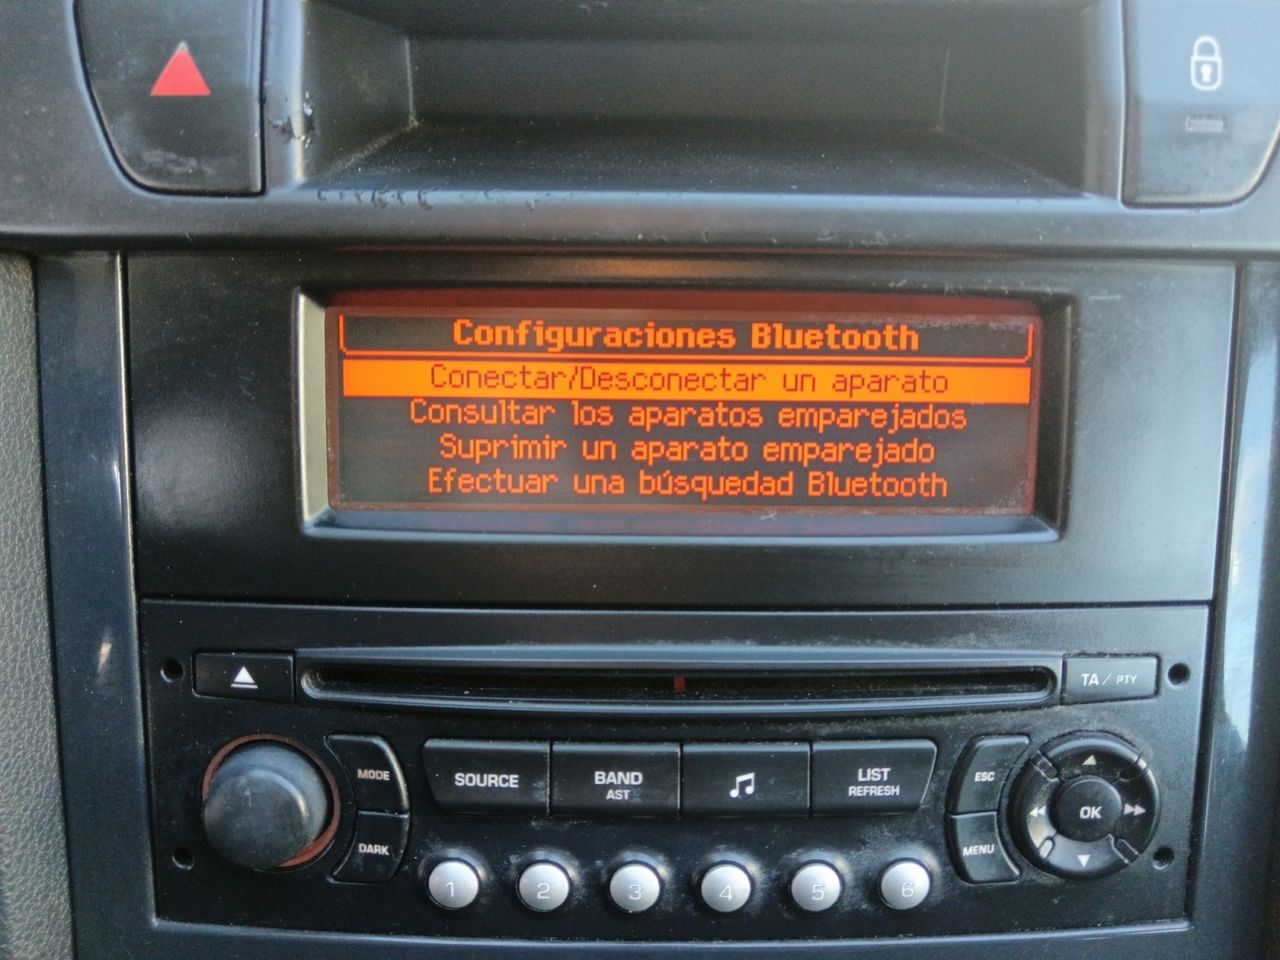 Configuraciones Bluetooth
Conectar/Desconectar un aparato
Consultar los aparatos emparejados
Suprimir un aparato emparejado
Efectuar una búsquedad Bluetooth
TA / PTY
MODE
SOURCE
BAND
AST
LIST
REFRESH
ESC
OK
DARK
MENU
1 2 3 4 5 6